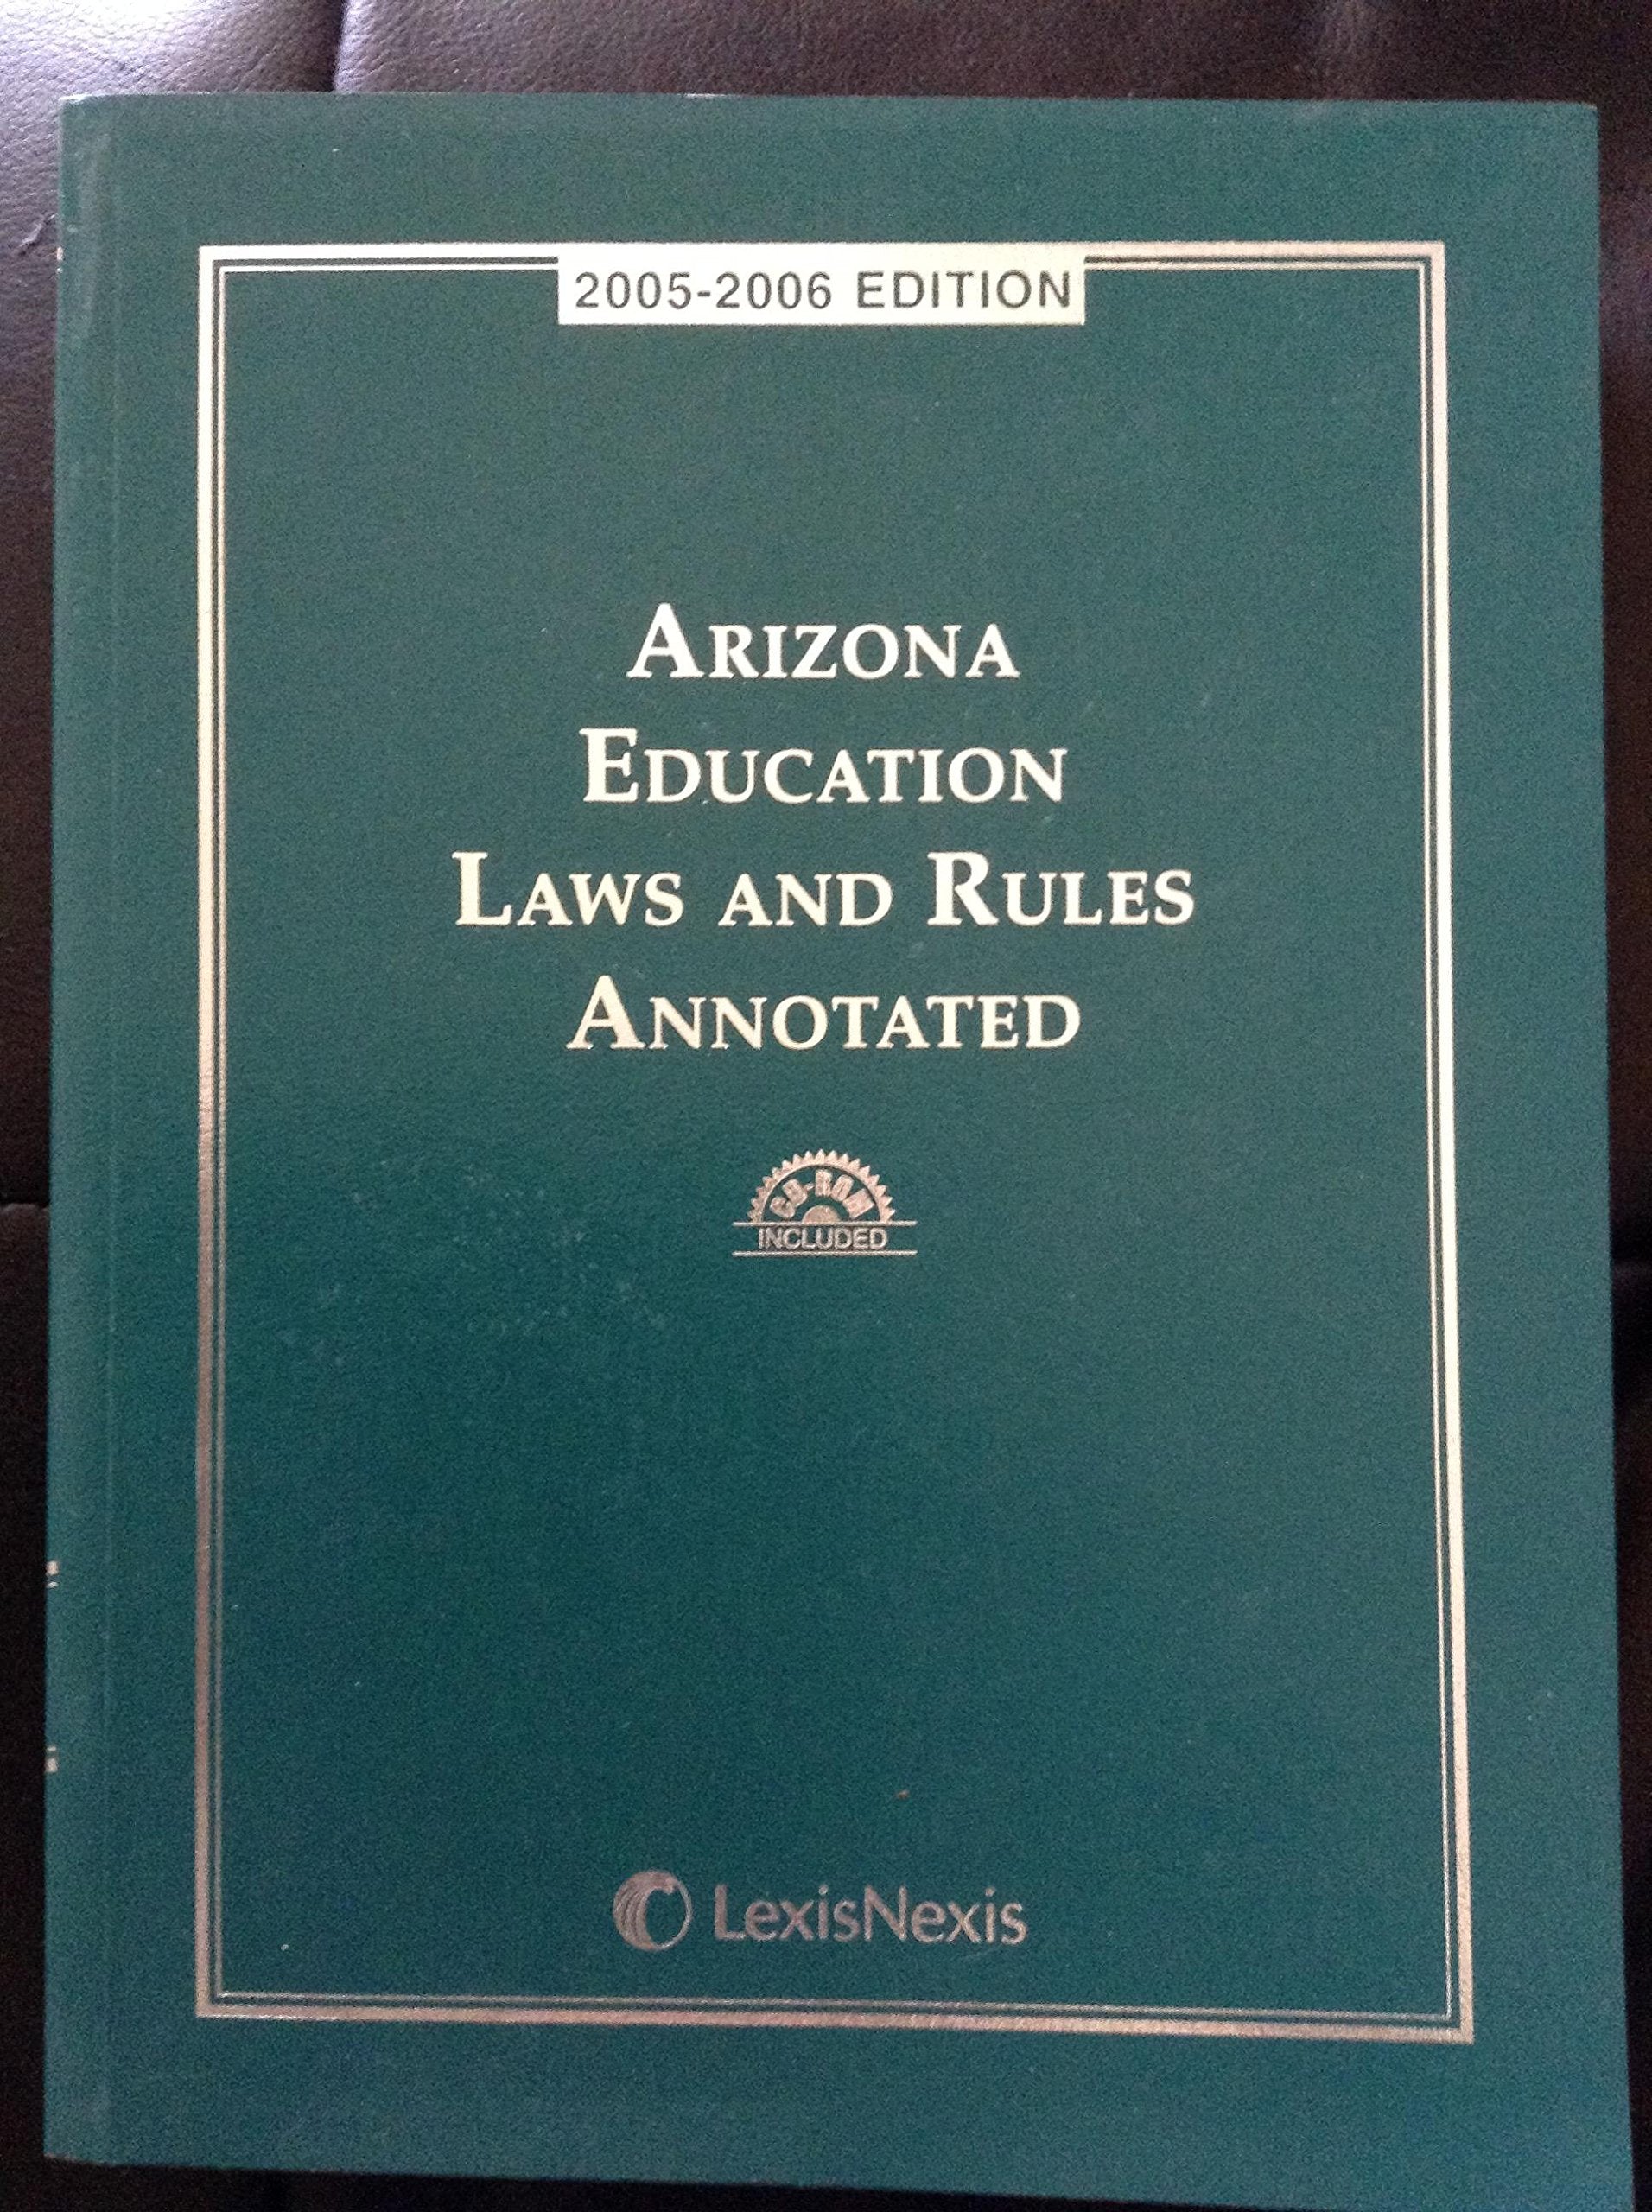 2005-2006 EDITION
ARIZONA
EDUCATION
LAWS AND RULES
ANNOTATED
CD-ROM
INCLUDED
LexisNexis